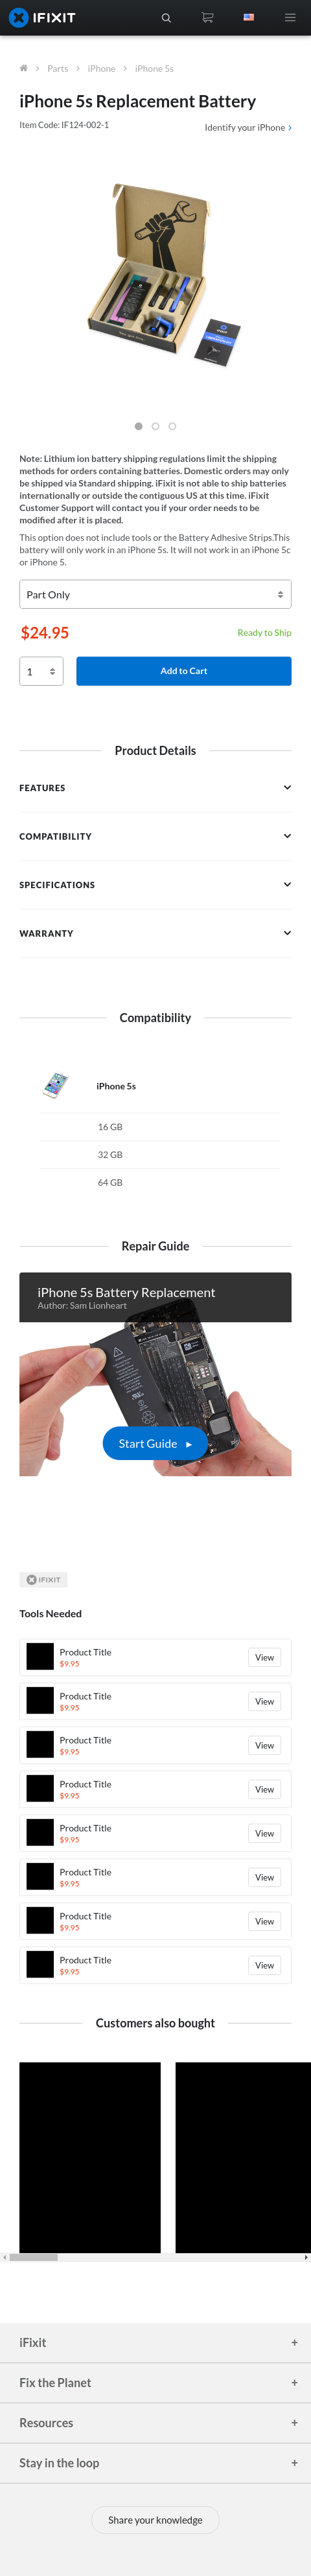 IFIXIT
Parts
iPhone
iPhone 5s
iPhone 5s Replacement Battery
Item Code: IF124-002-1
Identify your iPhone
Note: Lithium ion battery shipping regulations limit the shipping
methods for orders containing batteries. Domestic orders may only
be shipped via Standard shipping. iFixit is not able to ship batteries
internationally or outside the contiguous US at this time. iFixit
Customer Support will contact you if your order needs to be
modified after it is placed.
This option does not include tools or the Battery Adhesive Strips.This
battery will only work in an iPhone 5s. It will not work in an iPhone 5c
or iPhone 5.
Part Only
$24.95
Ready to Ship
1
Add to Cart
Product Details
FEATURES
COMPATIBILITY
SPECIFICATIONS
WARRANTY
Compatibility
iPhone 5s
16 GB
32 GB
64 GB
Repair Guide
iPhone 5s Battery Replacement
Author: Sam Lionheart
Start Guide
IFIXIT
Tools Needed
Product Title
$9.95
View
Product Title
$9.95
View
Product Title
$9.95
View
Product Title
$9.95
View
Product Title
$9.95
View
Product Title
$9.95
View
Product Title
$9.95
View
Product Title
$9.95
View
Customers also bought
iFixit
Fix the Planet
Resources
Stay in the loop
Share your knowledge